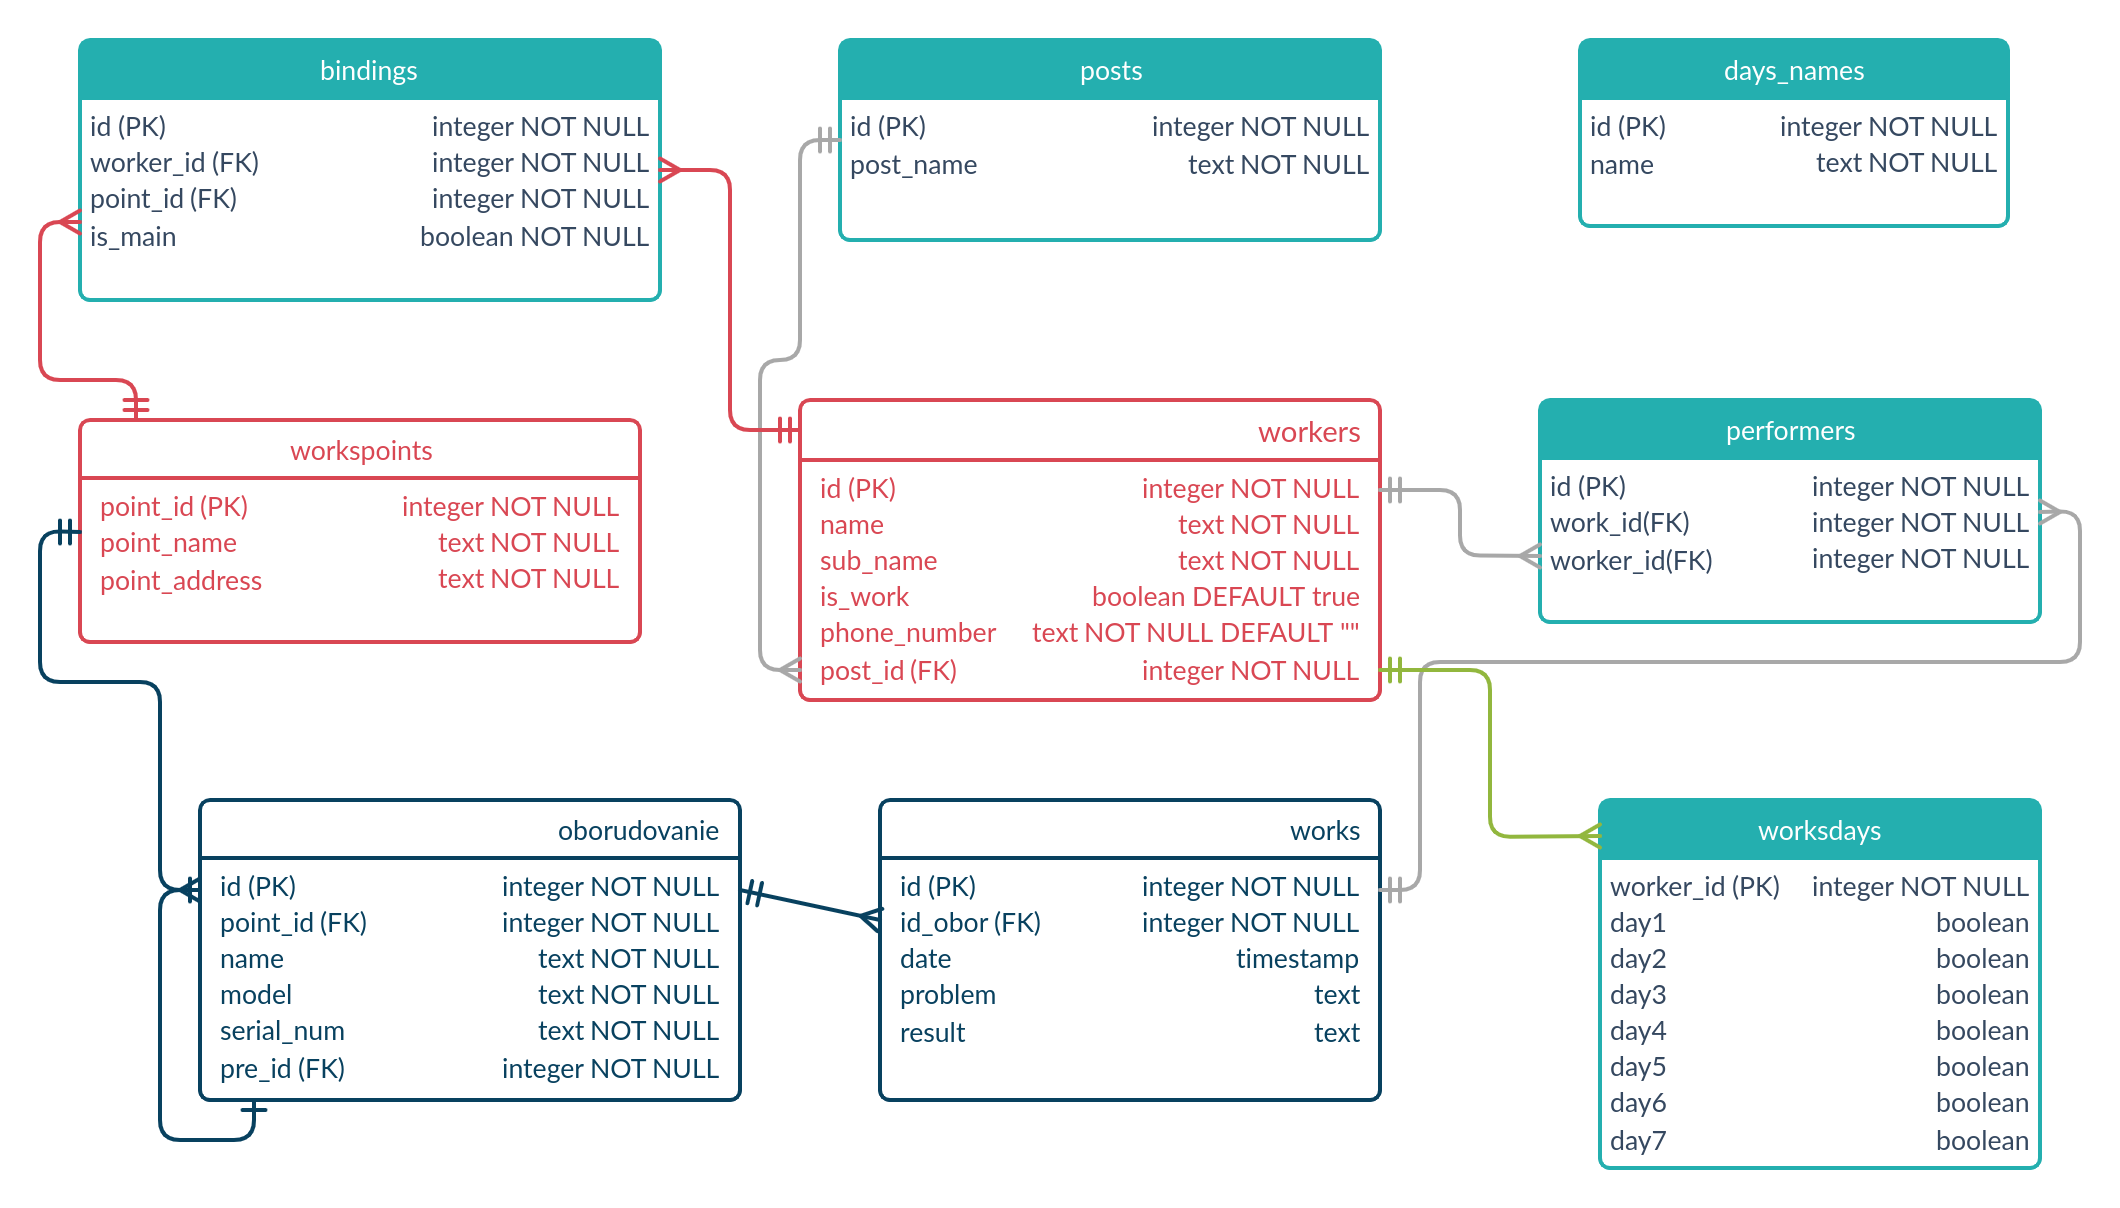 bindings
id (PK) integer NOT NULL
worker_id (FK) integer NOT NULL
point_id (FK) integer NOT NULL
is_main boolean NOT NULL
posts
id (PK) integer NOT NULL
post_name text NOT NULL
days_names
id (PK) integer NOT NULL
name text NOT NULL
workspoints
point_id (PK) integer NOT NULL
point_name text NOT NULL
point_address text NOT NULL
workers
id (PK) integer NOT NULL
name text NOT NULL
sub_name text NOT NULL
is_work boolean DEFAULT true
phone_number text NOT NULL DEFAULT ""
post_id (FK) integer NOT NULL
performers
id (PK) integer NOT NULL
work_id(FK) integer NOT NULL
worker_id(FK) integer NOT NULL
oborudovanie
id (PK) integer NOT NULL
point_id (FK) integer NOT NULL
name text NOT NULL
model text NOT NULL
serial_num text NOT NULL
pre_id (FK) integer NOT NULL
works
id (PK) integer NOT NULL
id_obor (FK) integer NOT NULL
date timestamp
problem text
result text
worksdays
worker_id (PK) integer NOT NULL
day1 boolean
day2 boolean
day3 boolean
day4 boolean
day5 boolean
day6 boolean
day7 boolean